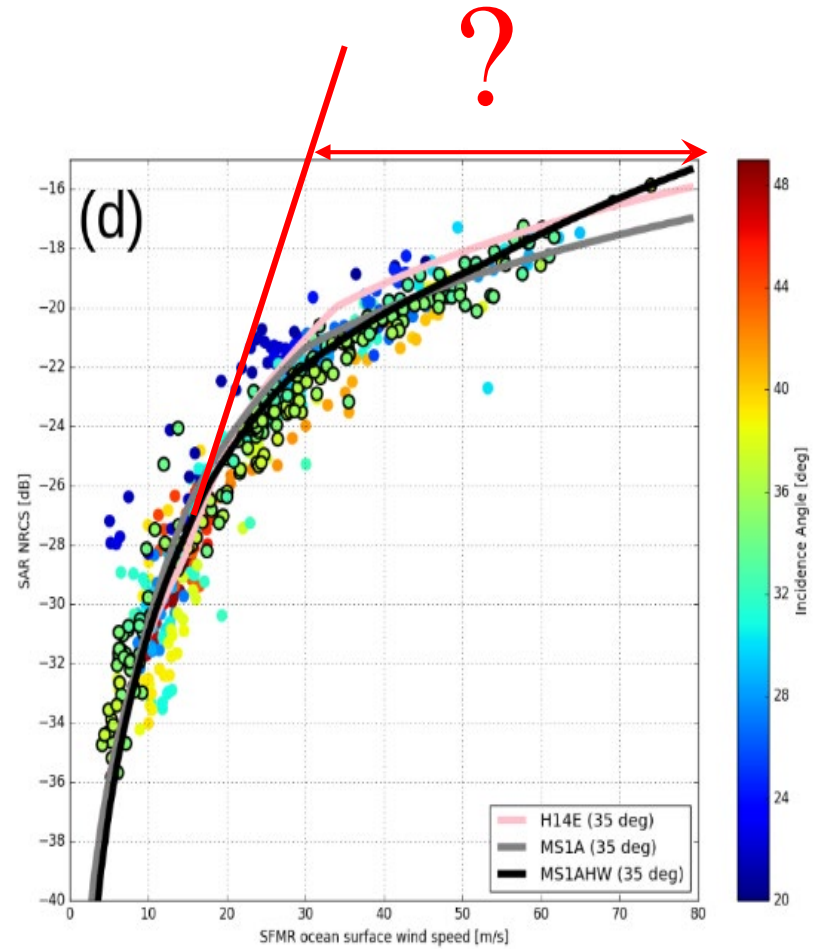 ?
(d)
−16
−18
−20
−22
−24
−26
−28
−30
−32
−34
−36
−38
−40
SAR NRCS [dB]
0 10 20 30 40 50 60 70 80
SFMR ocean surface wind speed [m/s]
H14E (35 deg)
MS1A (35 deg)
MS1AHW (35 deg)
48
44
40
36
32
28
24
20
Incidence Angle [deg]